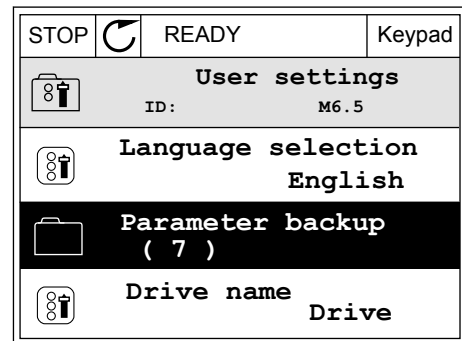 STOP READY Keypad
User settings
ID: M6.5
Language selection
English
Parameter backup
( 7 )
Drive name
Drive